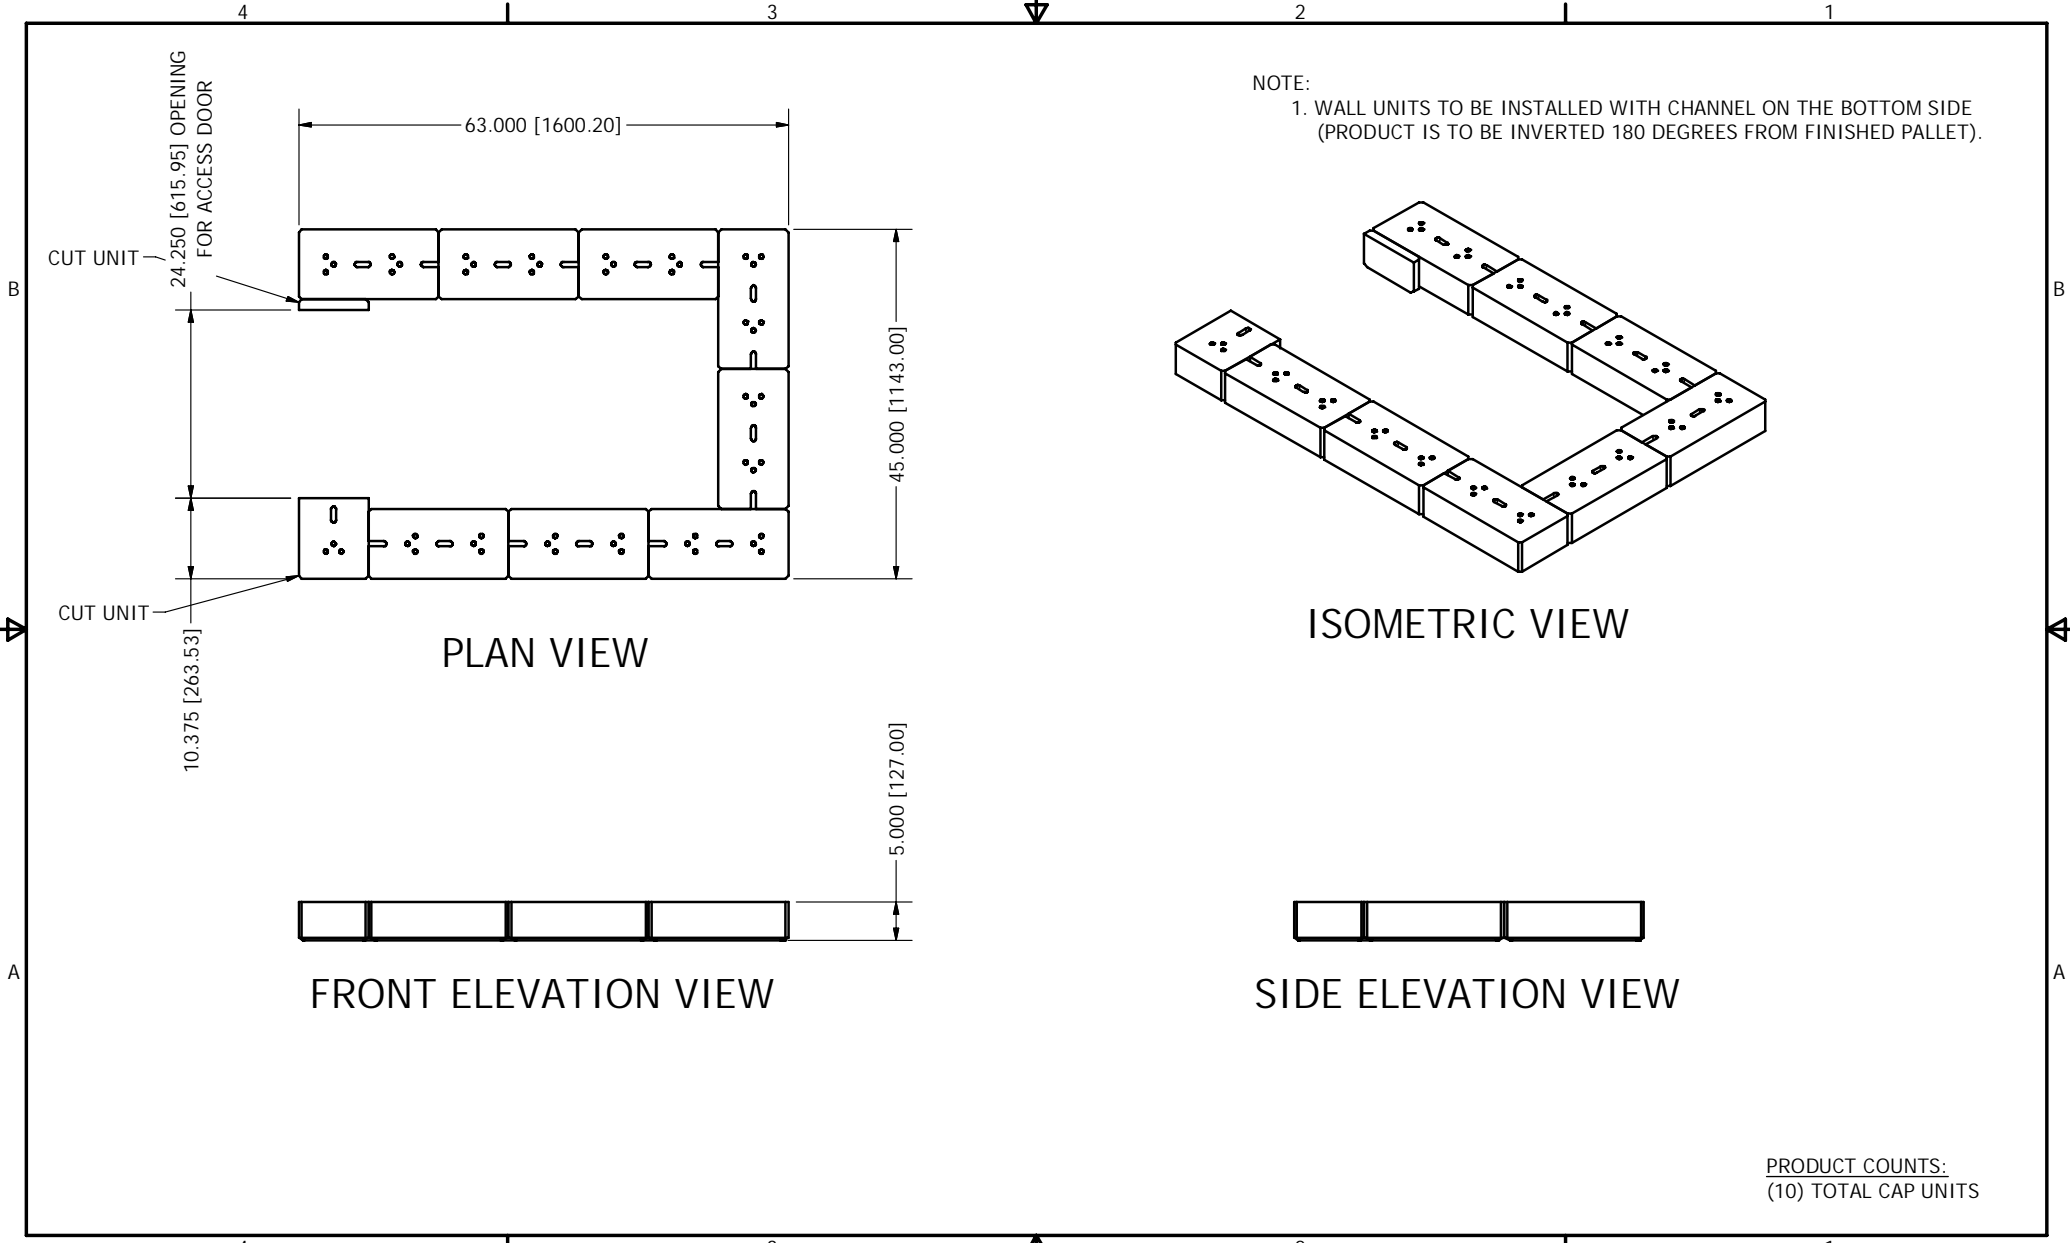 4
3
2
1
NOTE:
1. WALL UNITS TO BE INSTALLED WITH CHANNEL ON THE BOTTOM SIDE
(PRODUCT IS TO BE INVERTED 180 DEGREES FROM FINISHED PALLET).
24.250 [615.95] OPENING
FOR ACCESS DOOR
63.000 [1600.20]
CUT UNIT
B
B
45.000 [1143.00]
CUT UNIT
10.375 [263.53]
PLAN VIEW
ISOMETRIC VIEW
5.000 [127.00]
A
A
FRONT ELEVATION VIEW
SIDE ELEVATION VIEW
PRODUCT COUNTS:
(10) TOTAL CAP UNITS